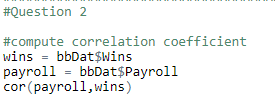 #Question 2
#compute correlation coefficient
wins = bbDat$Wins
payroll = bbDat$Payroll
cor(payroll,wins)